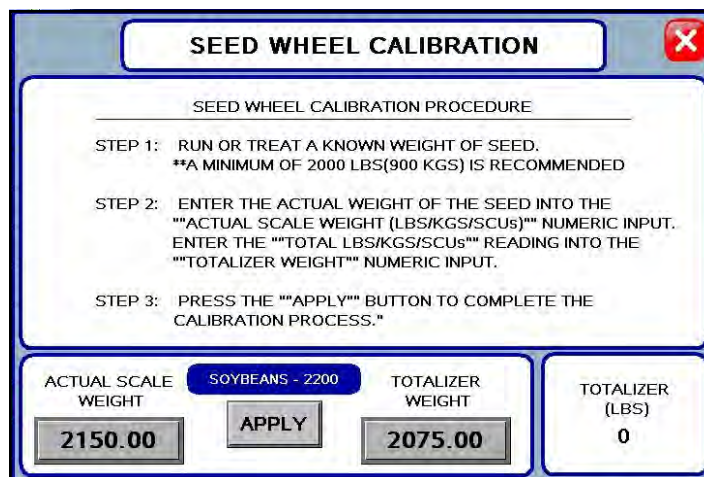 SEED WHEEL CALIBRATION
X
SEED WHEEL CALIBRATION PROCEDURE
STEP 1: RUN OR TREAT A KNOWN WEIGHT OF SEED.
**A MINIMUM OF 2000 LBS(900 KGS) IS RECOMMENDED
STEP 2: ENTER THE ACTUAL WEIGHT OF THE SEED INTO THE
""ACTUAL SCALE WEIGHT (LBS/KGS/SCUs)"" NUMERIC INPUT.
ENTER THE ""TOTAL LBS/KGS/SCUs"" READING INTO THE
""TOTALIZER WEIGHT"" NUMERIC INPUT.
STEP 3: PRESS THE ""APPLY"" BUTTON TO COMPLETE THE
CALIBRATION PROCESS."
ACTUAL SCALE
WEIGHT
2150.00
SOYBEANS - 2200
APPLY
TOTALIZER
WEIGHT
2075.00
TOTALIZER
(LBS)
0